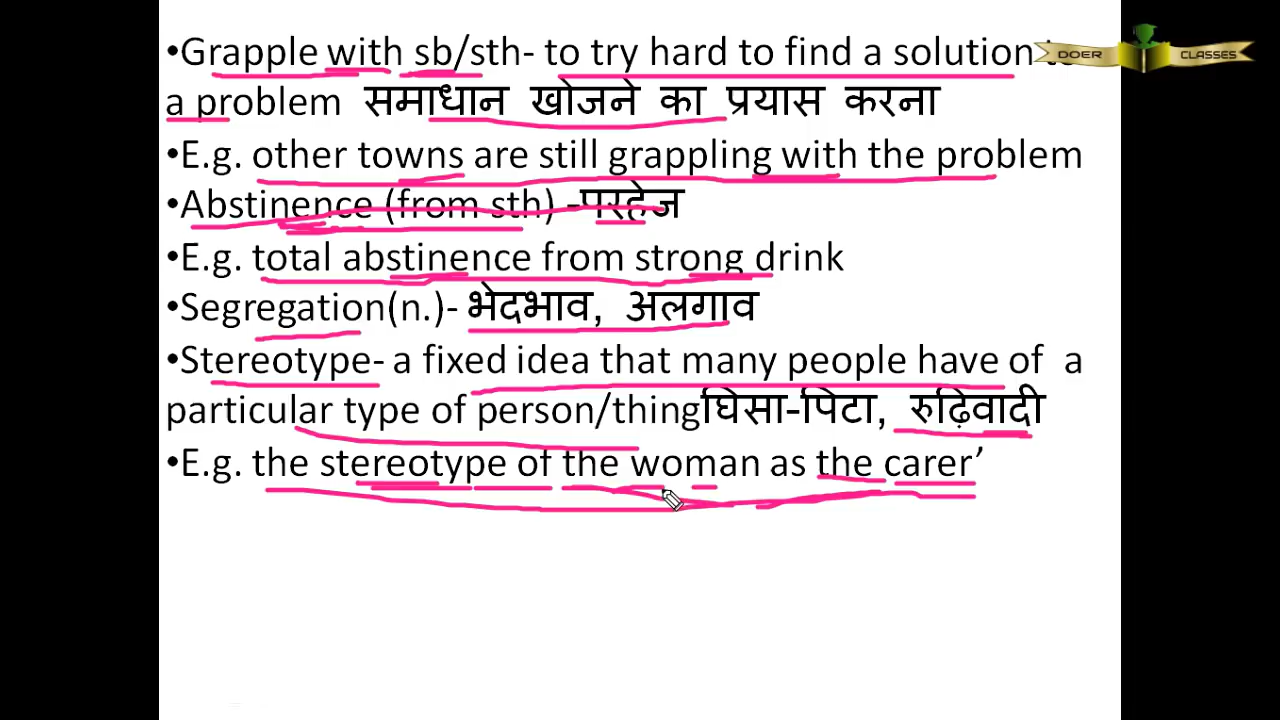 •Grapple with sb/sth- to try hard to find a solution
DOER CLASSES
a problem समाधान खोजने का प्रयास करना
•E.g. other towns are still grappling with the problem
•Abstinence (from sth) -परहेज
•E.g. total abstinence from strong drink
•Segregation(n.)- भेदभाव, अलगाव
•Stereotype- a fixed idea that many people have of a
particular type of person/thingघिसा-पिटा, रुढ़िवादी
•E.g. the stereotype of the woman as the carer’